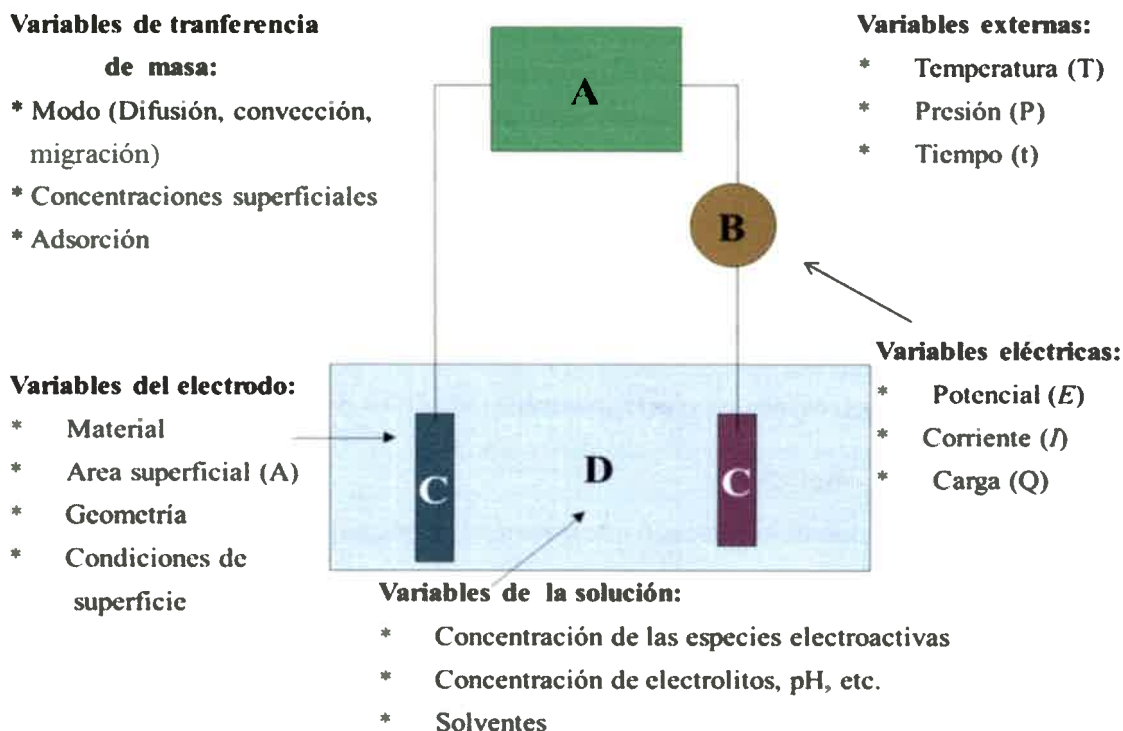 Variables de tranferencia
de masa:
* Modo (Difusión, convección,
migración)
* Concentraciones superficiales
* Adsorción
A
Variables externas:
* Temperatura (T)
* Presión (P)
* Tiempo (t)
B
Variables eléctricas:
* Potencial (E)
* Corriente (I)
* Carga (Q)
Variables del electrodo:
* Material
* Area superficial (A)
* Geometría
* Condiciones de
superficie
C
D
C
Variables de la solución:
* Concentración de las especies electroactivas
* Concentración de electrolitos, pH, etc.
* Solventes